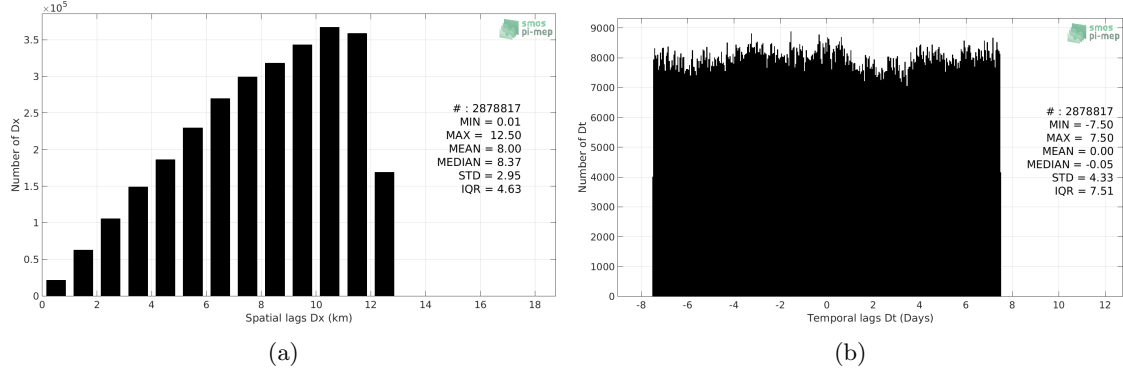 ×10⁵
3.5
3
2.5
2
1.5
1
0.5
0
Number of Dx
0 2 4 6 8 10 12 14 16 18
Spatial lags Dx (km)
smos
pi-mep
# : 2878817
MIN = 0.01
MAX = 12.50
MEAN = 8.00
MEDIAN = 8.37
STD = 2.95
IQR = 4.63
(a)
9000
8000
7000
6000
5000
4000
3000
2000
1000
0
Number of Dt
-8 -6 -4 -2 0 2 4 6 8 10 12
Temporal lags Dt (Days)
smos
pi-mep
# : 2878817
MIN = -7.50
MAX = 7.50
MEAN = 0.00
MEDIAN = -0.05
STD = 4.33
IQR = 7.51
(b)